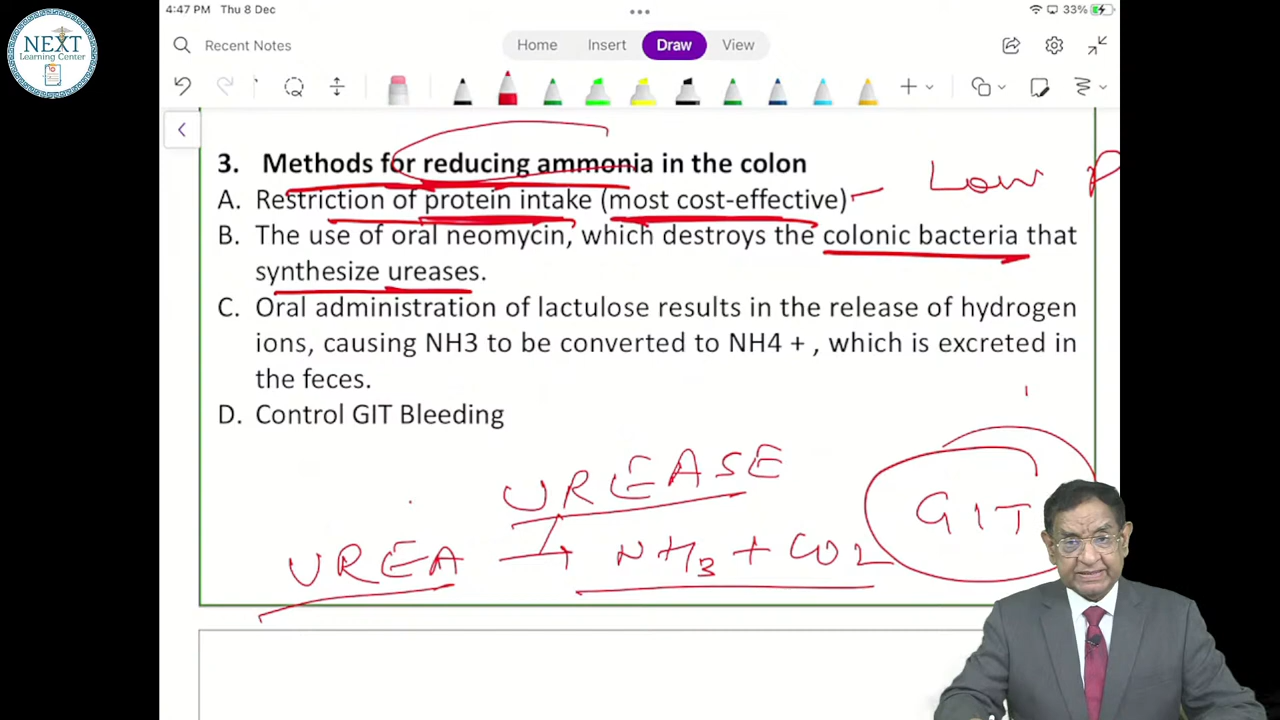 4:47 PM Thu 8 Dec
33%
NEXT
Learning Center
Recent Notes
Home Insert Draw View
3. Methods for reducing ammonia in the colon
A. Restriction of protein intake (most cost-effective) - Low P
B. The use of oral neomycin, which destroys the colonic bacteria that
synthesize ureases.
C. Oral administration of lactulose results in the release of hydrogen
ions, causing NH3 to be converted to NH4 + , which is excreted in
the feces.
D. Control GIT Bleeding
UREASE
UREA → NH3 + CO2
GIT